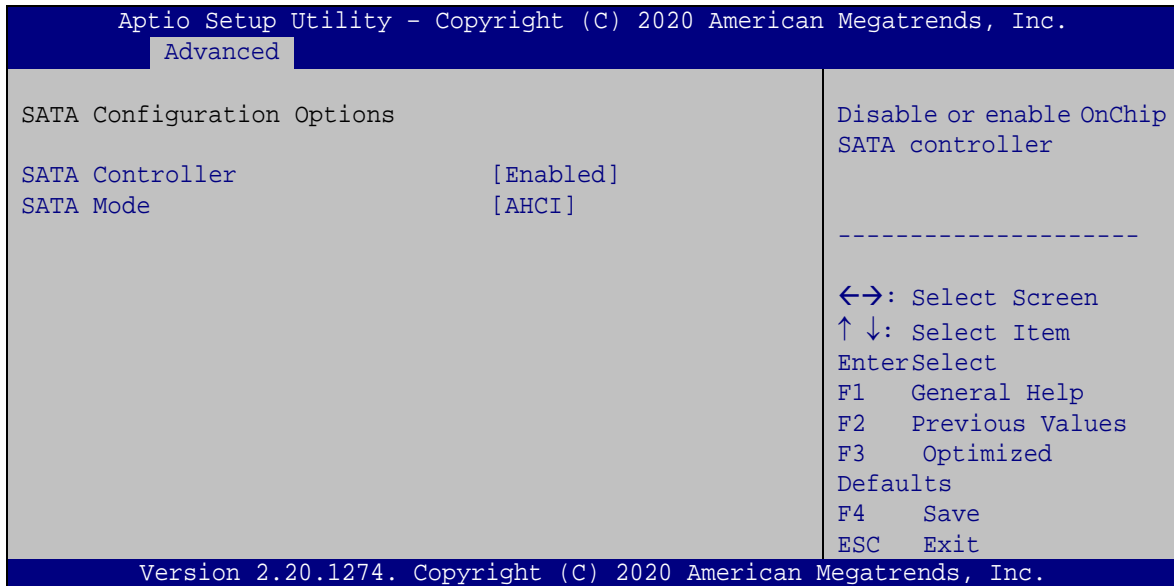 Aptio Setup Utility – Copyright (C) 2020 American Megatrends, Inc.
Advanced
SATA Configuration Options
SATA Controller [Enabled]
SATA Mode [AHCI]
Disable or enable OnChip
SATA controller
---------------------
←→: Select Screen
↑ ↓: Select Item
EnterSelect
F1 General Help
F2 Previous Values
F3 Optimized
Defaults
F4 Save
ESC Exit
Version 2.20.1274. Copyright (C) 2020 American Megatrends, Inc.